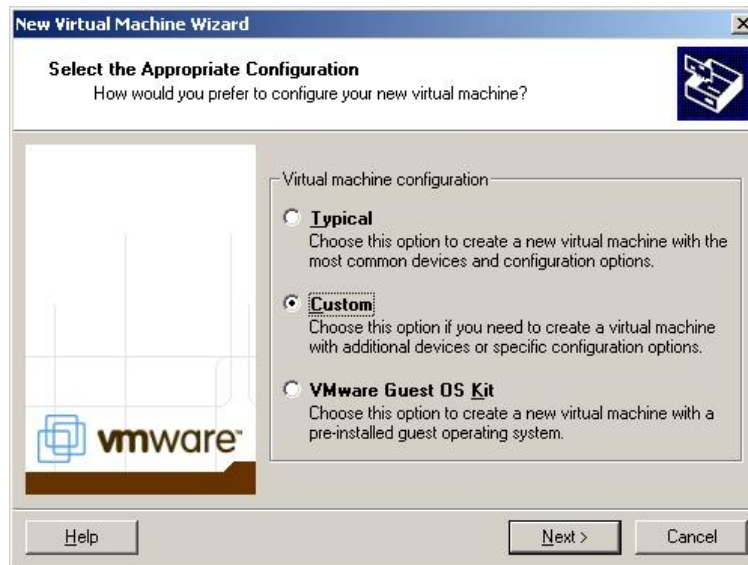 New Virtual Machine Wizard
Select the Appropriate Configuration
How would you prefer to configure your new virtual machine?
Virtual machine configuration
Typical
Choose this option to create a new virtual machine with the
most common devices and configuration options.
Custom
Choose this option if you need to create a virtual machine
with additional devices or specific configuration options.
VMware Guest OS Kit
Choose this option to create a new virtual machine with a
pre-installed guest operating system.
vmware™
Help
Next >
Cancel